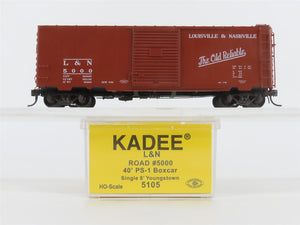 LOUISVILLE & NASHVILLE
The Old Reliable
L & N
5000
KADEE®
L&N
ROAD #5000
40' PS-1 Boxcar
Single 8' Youngstown
HO-Scale
5105